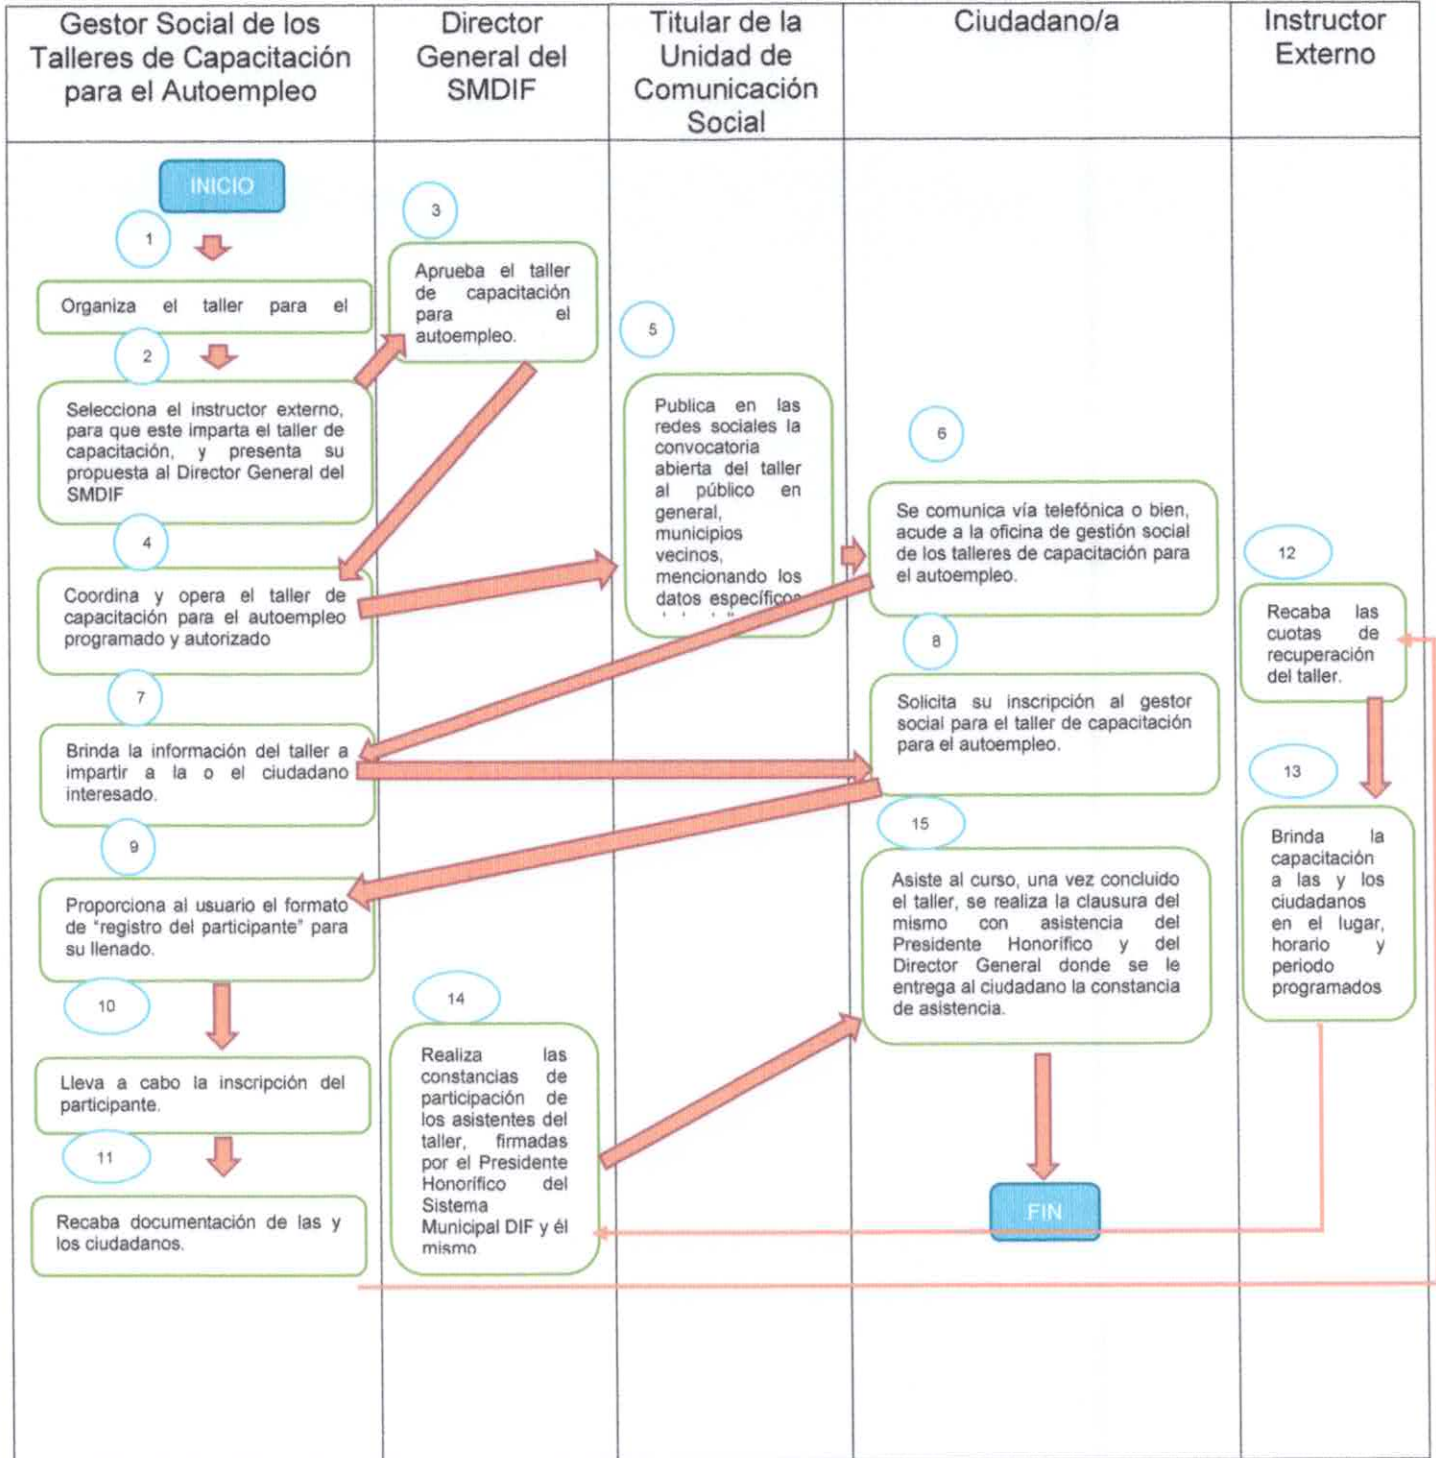 Gestor Social de los
Talleres de Capacitación
para el Autoempleo
Director
General del
SMDIF
Titular de la
Unidad de
Comunicación
Social
Ciudadano/a
Instructor
Externo
INICIO
1
Organiza el taller para el
2
Selecciona el instructor externo,
para que este imparta el taller de
capacitación, y presenta su
propuesta al Director General del
SMDIF
3
Aprueba el taller
de capacitación
para el
autoempleo.
4
Coordina y opera el taller de
capacitación para el autoempleo
programado y autorizado
5
Publica en las
redes sociales la
convocatoria
abierta del taller
al público en
general,
municipios
vecinos,
mencionando los
datos específicos
6
Se comunica vía telefónica o bien,
acude a la oficina de gestión social
de los talleres de capacitación para
el autoempleo.
7
Brinda la información del taller a
impartir a la o el ciudadano
interesado.
8
Solicita su inscripción al gestor
social para el taller de capacitación
para el autoempleo.
9
Proporciona al usuario el formato
de "registro del participante" para
su llenado.
10
Lleva a cabo la inscripción del
participante.
11
Recaba documentación de las y
los ciudadanos.
12
Recaba las
cuotas de
recuperación
del taller.
13
Brinda la
capacitación
a las y los
ciudadanos
en el lugar,
horario y
periodo
programados
14
Realiza las
constancias de
participación de
los asistentes del
taller, firmadas
por el Presidente
Honorífico del
Sistema
Municipal DIF y él
mismo
15
Asiste al curso, una vez concluido
el taller, se realiza la clausura del
mismo con asistencia del
Presidente Honorífico y del
Director General donde se le
entrega al ciudadano la constancia
de asistencia.
FIN